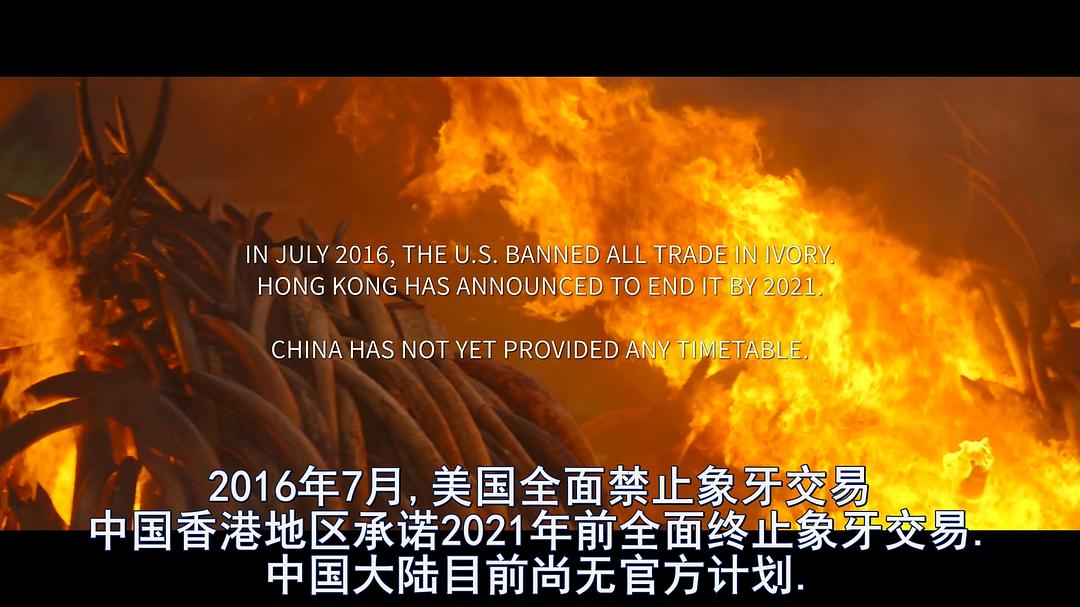 IN JULY 2016, THE U.S. BANNED ALL TRADE IN IVORY.
HONG KONG HAS ANNOUNCED TO END IT BY 2021.
CHINA HAS NOT YET PROVIDED ANY TIMETABLE.
2016年7月,美国全面禁止象牙交易
中国香港地区承诺2021年前全面终止象牙交易.
中国大陆目前尚无官方计划.